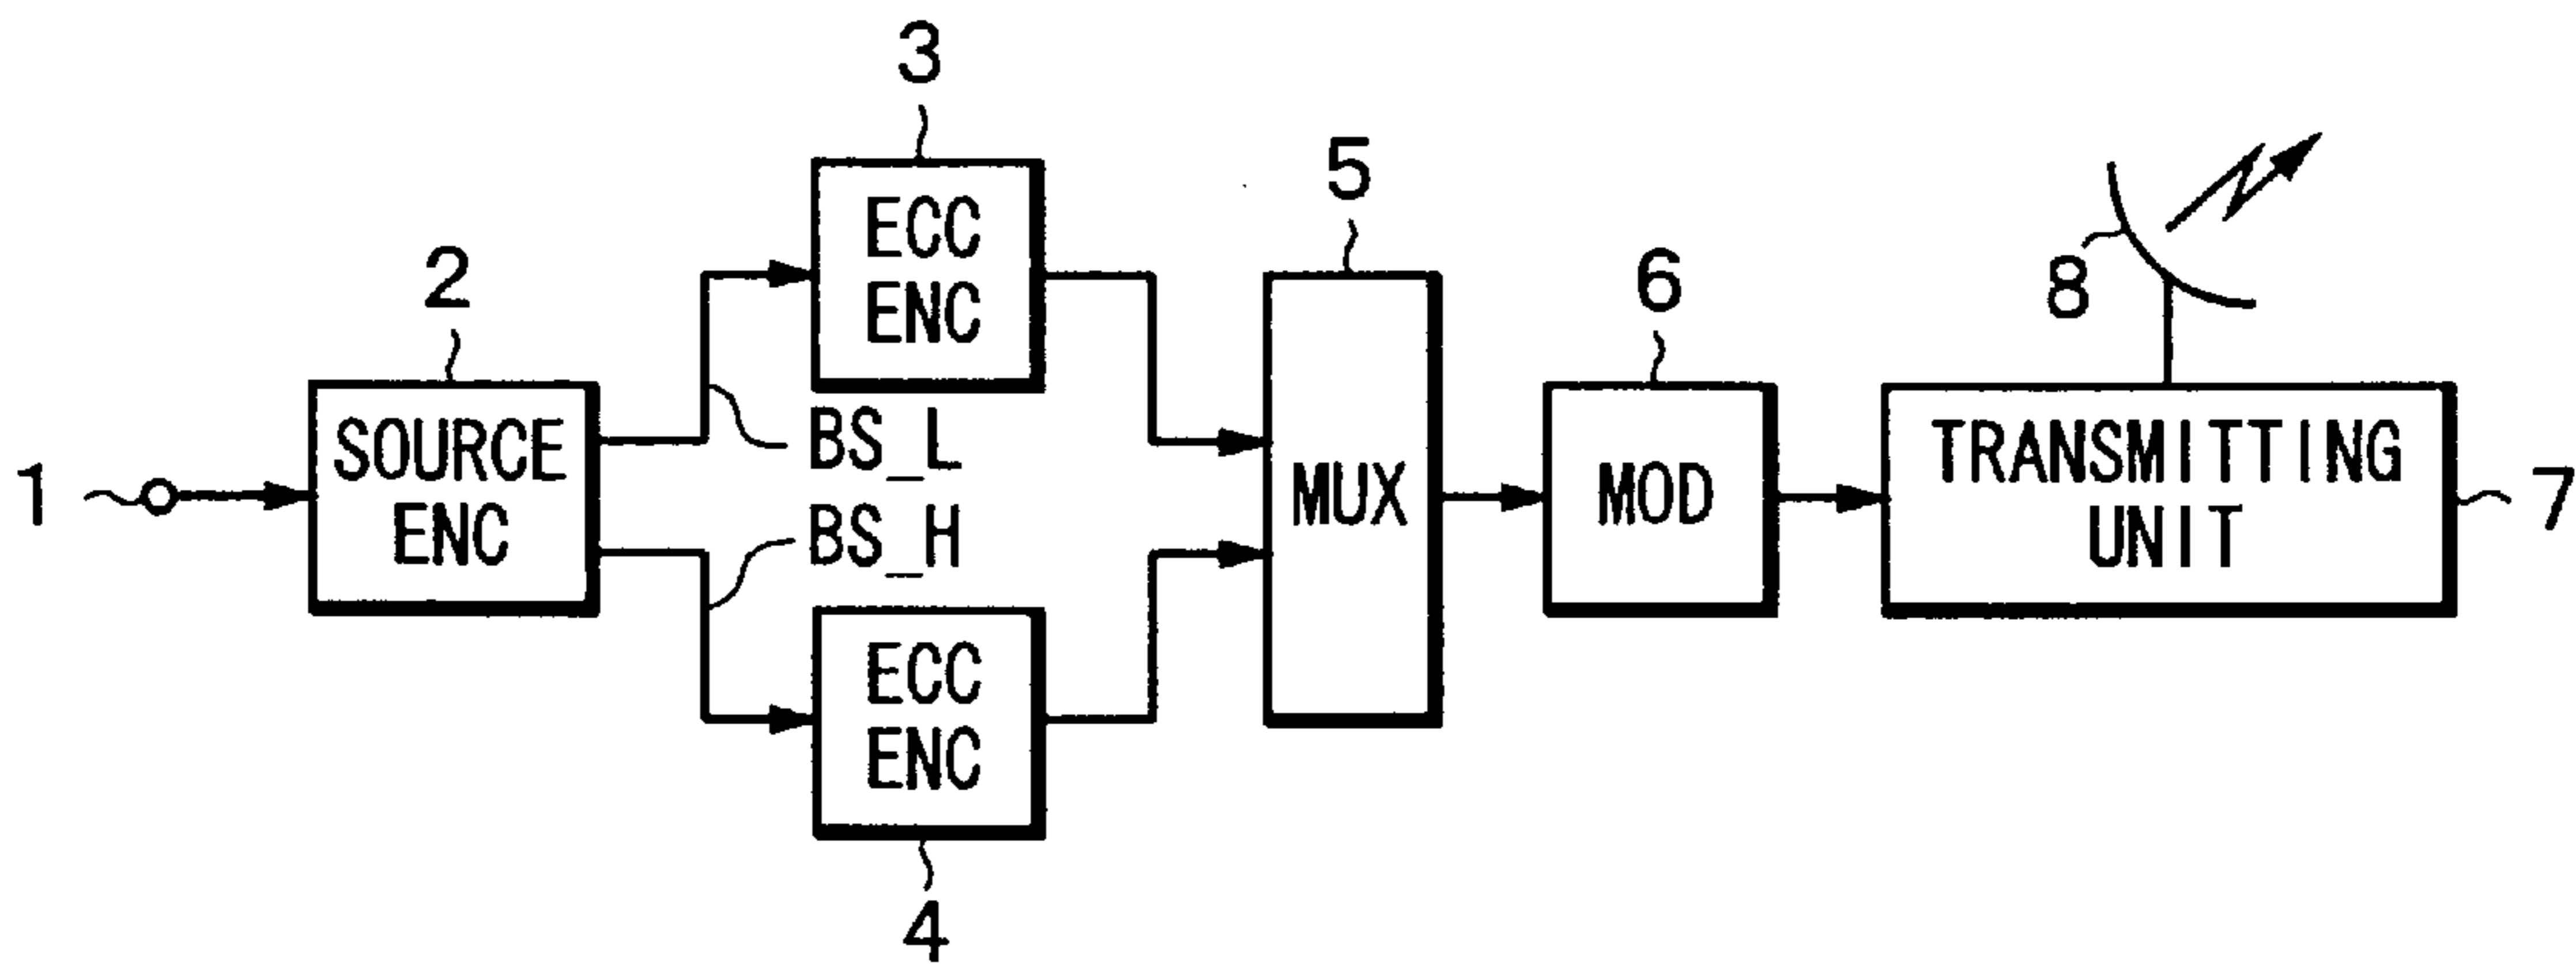 3
ECC
ENC
5
2
6
8
SOURCE
ENC
BS_L
BS_H
1
MUX
MOD
TRANSMITTING
UNIT
7
ECC
ENC
4